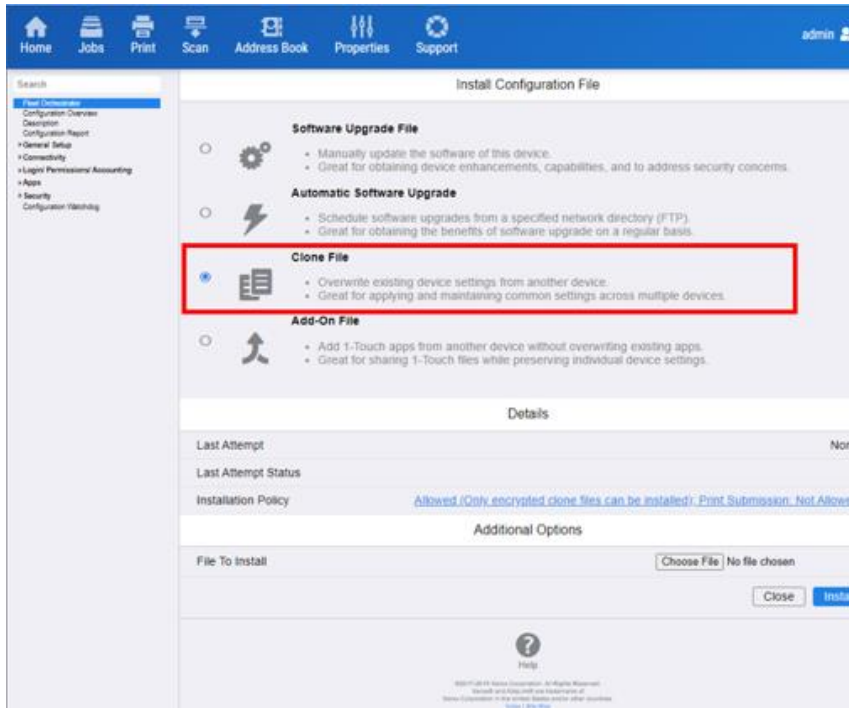 Home Jobs Print Scan Address Book Properties Support admin
Search
Install Configuration File
Fleet Orchestrator
Configuration Overview
Description
Configuration Report
General Setup
Connectivity
Login/ Permissions/ Accounting
Apps
Security
Configuration Watchdog
Software Upgrade File
Manually update the software of this device.
Great for obtaining device enhancements, capabilities, and to address security concerns.
Automatic Software Upgrade
Schedule software upgrades from a specified network directory (FTP).
Great for obtaining the benefits of software upgrade on a regular basis.
Clone File
Overwrite existing device settings from another device.
Great for applying and maintaining common settings across multiple devices.
Add-On File
Add 1-Touch apps from another device without overwriting existing apps.
Great for sharing 1-Touch files while preserving individual device settings.
Details
Last Attempt Non
Last Attempt Status
Installation Policy Allowed (Only encrypted clone files can be installed); Print Submission: Not Allowe
Additional Options
File To Install Choose File No file chosen
Close Insta
Help